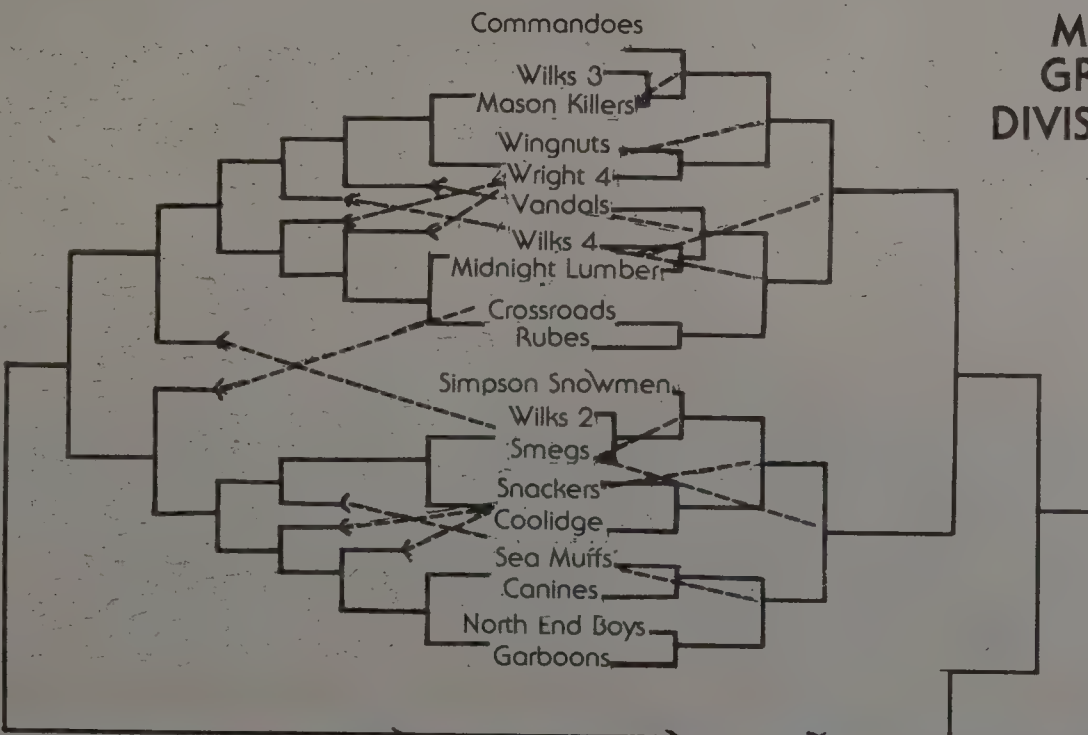 Commandoes
Wilks 3
Mason Killers
Wingnuts
Wright 4
Vandals
Wilks 4
Midnight Lumber
Crossroads
Rubes
Simpson Snowmen
Wilks 2
Smegs
Snackers
Coolidge
Sea Muffs
Canines
North End Boys
Garboons
M
GR
DIVIS